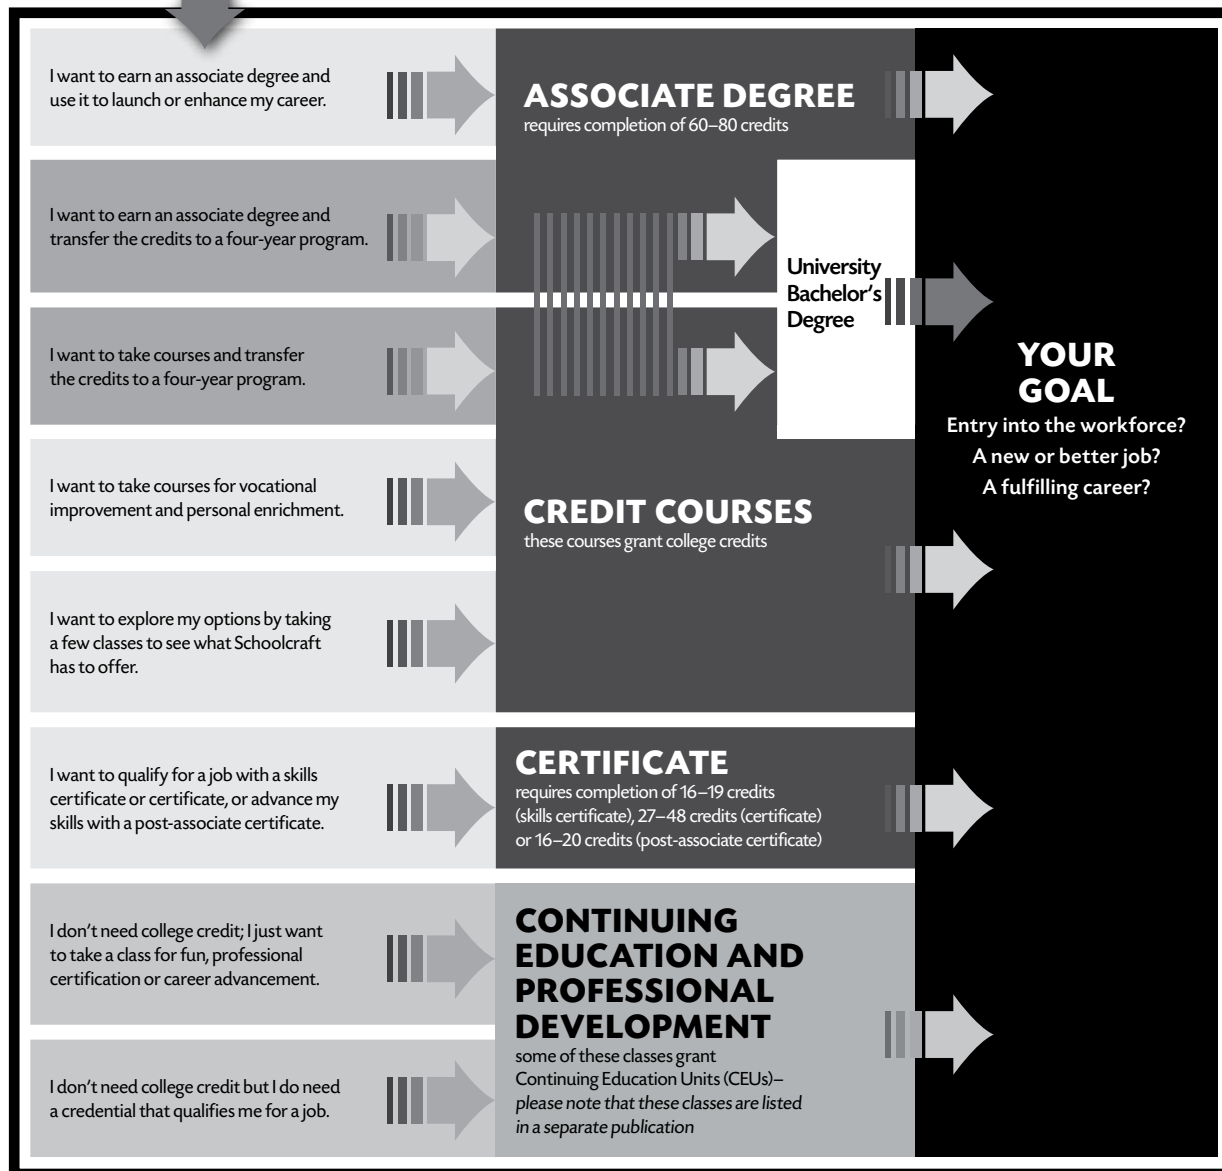 I want to earn an associate degree and
use it to launch or enhance my career.
ASSOCIATE DEGREE
requires completion of 60–80 credits
I want to earn an associate degree and
transfer the credits to a four-year program.
University
Bachelor's
Degree
I want to take courses and transfer
the credits to a four-year program.
YOUR
GOAL
Entry into the workforce?
A new or better job?
A fulfilling career?
I want to take courses for vocational
improvement and personal enrichment.
CREDIT COURSES
these courses grant college credits
I want to explore my options by taking
a few classes to see what Schoolcraft
has to offer.
I want to qualify for a job with a skills
certificate or certificate, or advance my
skills with a post-associate certificate.
CERTIFICATE
requires completion of 16–19 credits
(skills certificate), 27–48 credits (certificate)
or 16–20 credits (post-associate certificate)
I don't need college credit; I just want
to take a class for fun, professional
certification or career advancement.
CONTINUING
EDUCATION AND
PROFESSIONAL
DEVELOPMENT
some of these classes grant
Continuing Education Units (CEUs)–
please note that these classes are listed
in a separate publication
I don't need college credit but I do need
a credential that qualifies me for a job.